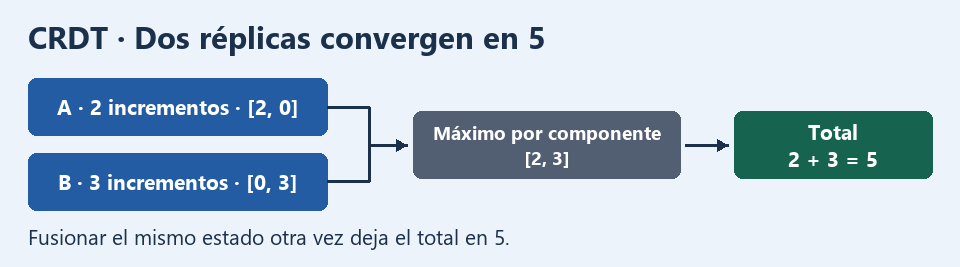 CRDT · Dos réplicas convergen en 5
A · 2 incrementos · [2, 0]
B · 3 incrementos · [0, 3]
Máximo por componente
[2, 3]
Total
2 + 3 = 5
Fusionar el mismo estado otra vez deja el total en 5.